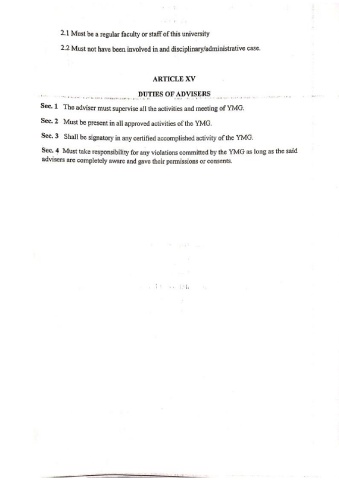 2.1 Must be a regular faculty or staff of this university
2.2 Must not have been involved in and disciplinary/administrative case.
ARTICLE XV
DUTIES OF ADVISERS
Sec. 1 The adviser must supervise all the activities and meeting of YMG.
Sec. 2 Must be present in all approved activities of the YMG.
Sec. 3 Shall be signatory in any certified accomplished activity of the YMG.
Sec. 4 Must take responsibility for any violations committed by the YMG as long as the said
advisers are completely aware and gave their permissions or consents.